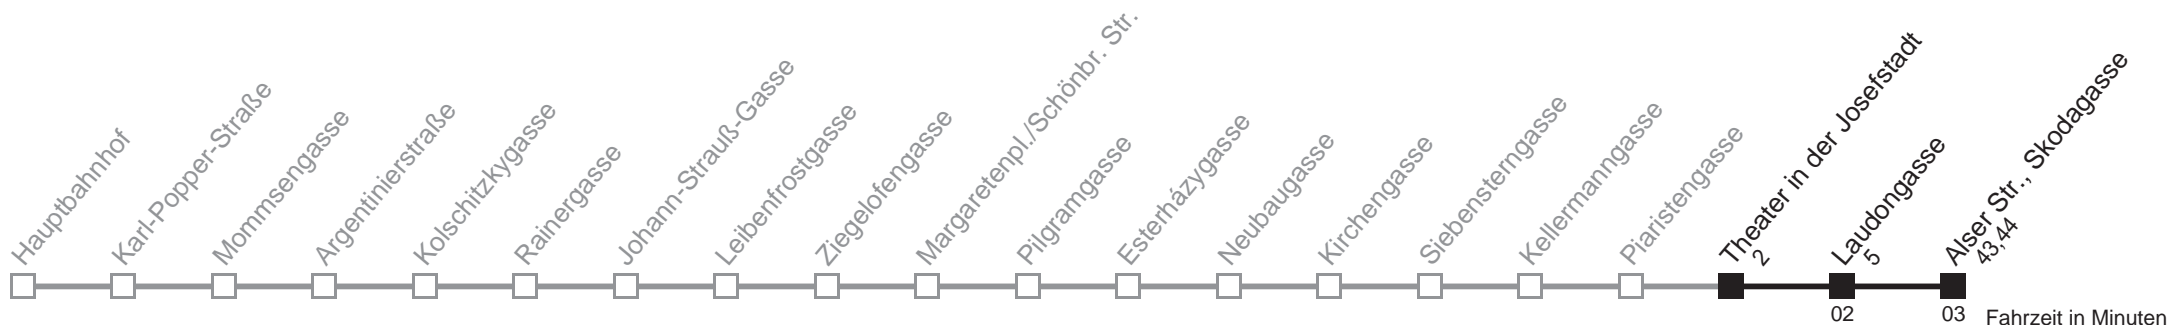 Hauptbahnhof
Karl-Popper-Straße
Mommsengasse
Argentinierstraße
Kolschitzkygasse
Rainergasse
Johann-Strauß-Gasse
Leibenfrostgasse
Ziegelofengasse
Margaretenpl./Schönbr. Str.
Pilgramgasse
Esterházygasse
Neubaugasse
Kirchengasse
Siebensterngasse
Kellermanngasse
Piaristengasse
Theater in der Josefstadt
2
Laudongasse
5
Alser Str., Skodagasse
43,44
02
03
Fahrzeit in Minuten